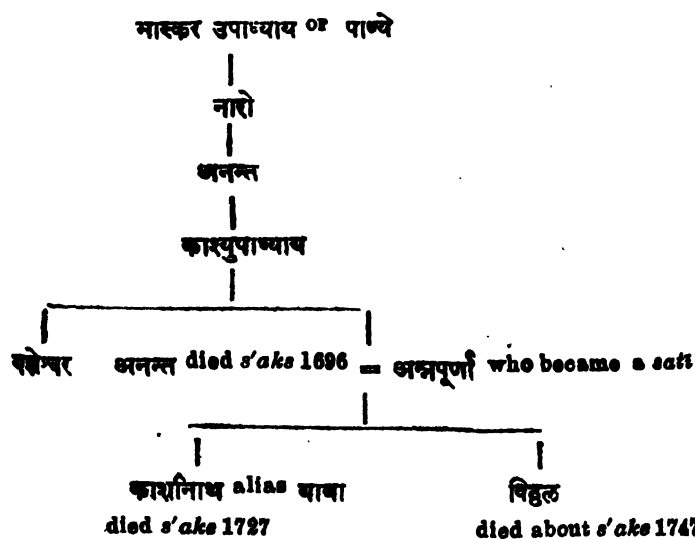 भास्कर उपाध्याय or पाध्ये
नारो
अनन्त
काश्युपाध्याय
यज्ञेश्वर अनन्त died s'ake 1696 = अन्नपूर्णा who became a sati
काशीनाथ alias बाबा विठ्ठल
died s'ake 1727 died about s'ake 1747